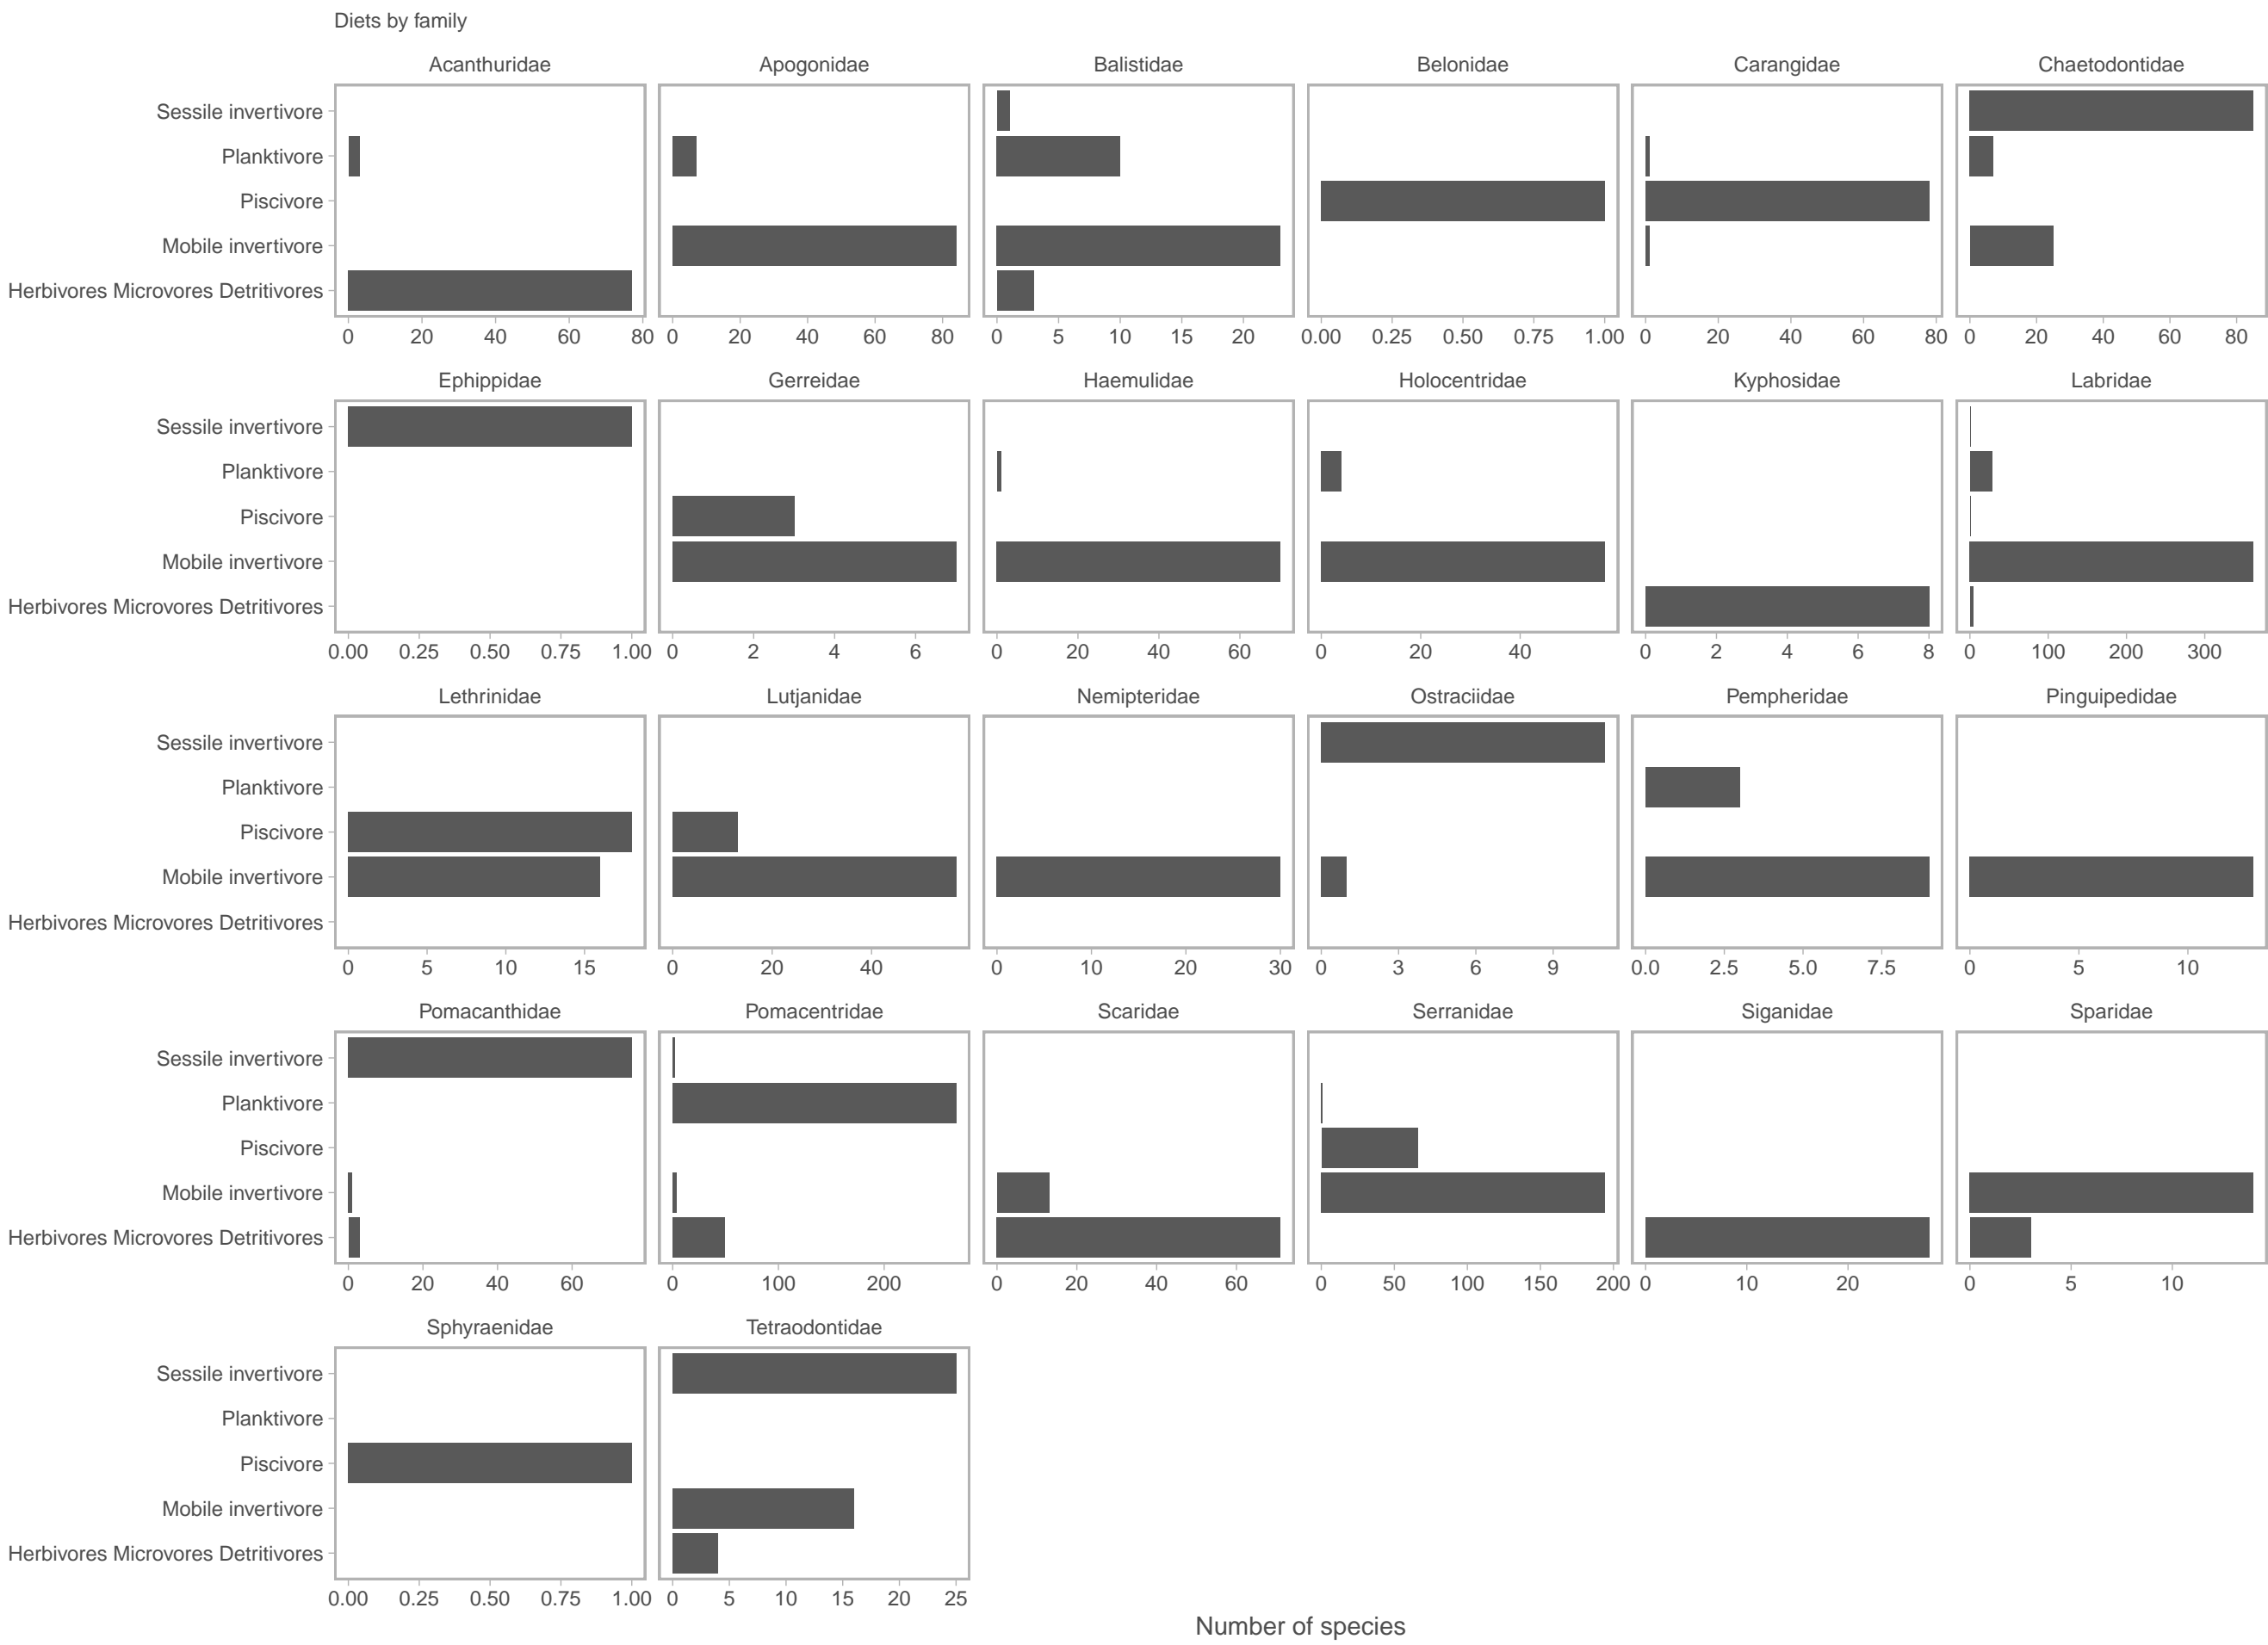 Diets by family
Acanthuridae Apogonidae Balistidae Belonidae Carangidae Chaetodontidae
Sessile invertivore
Planktivore
Piscivore
Mobile invertivore
Herbivores Microvores Detritivores
0 20 40 60 80 0 20 40 60 80 0 5 10 15 20 0.00 0.25 0.50 0.75 1.00 0 20 40 60 80 0 20 40 60 80
Ephippidae Gerreidae Haemulidae Holocentridae Kyphosidae Labridae
Sessile invertivore
Planktivore
Piscivore
Mobile invertivore
Herbivores Microvores Detritivores
0.00 0.25 0.50 0.75 1.00 0 2 4 6 0 20 40 60 0 20 40 0 2 4 6 8 0 100 200 300
Lethrinidae Lutjanidae Nemipteridae Ostraciidae Pempheridae Pinguipedidae
Sessile invertivore
Planktivore
Piscivore
Mobile invertivore
Herbivores Microvores Detritivores
0 5 10 15 0 20 40 0 10 20 30 0 3 6 9 0.0 2.5 5.0 7.5 0 5 10
Pomacanthidae Pomacentridae Scaridae Serranidae Siganidae Sparidae
Sessile invertivore
Planktivore
Piscivore
Mobile invertivore
Herbivores Microvores Detritivores
0 20 40 60 0 100 200 0 20 40 60 0 50 100 150 200 0 10 20 0 5 10
Sphyraenidae Tetraodontidae
Sessile invertivore
Planktivore
Piscivore
Mobile invertivore
Herbivores Microvores Detritivores
0.00 0.25 0.50 0.75 1.00 0 5 10 15 20 25
Number of species